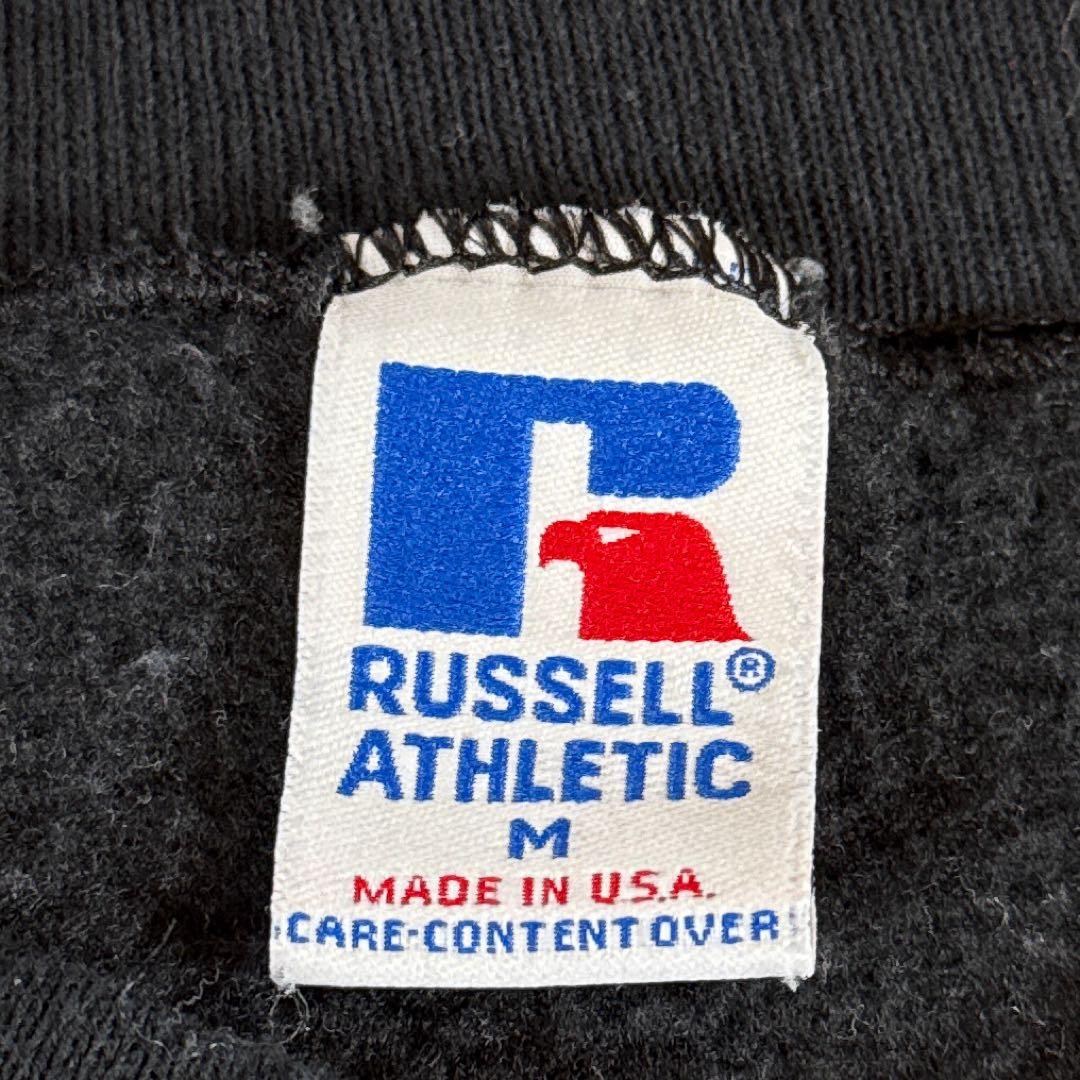 RUSSELL®
ATHLETIC
M
MADE IN U.S.A.
CARE-CONTENT OVER